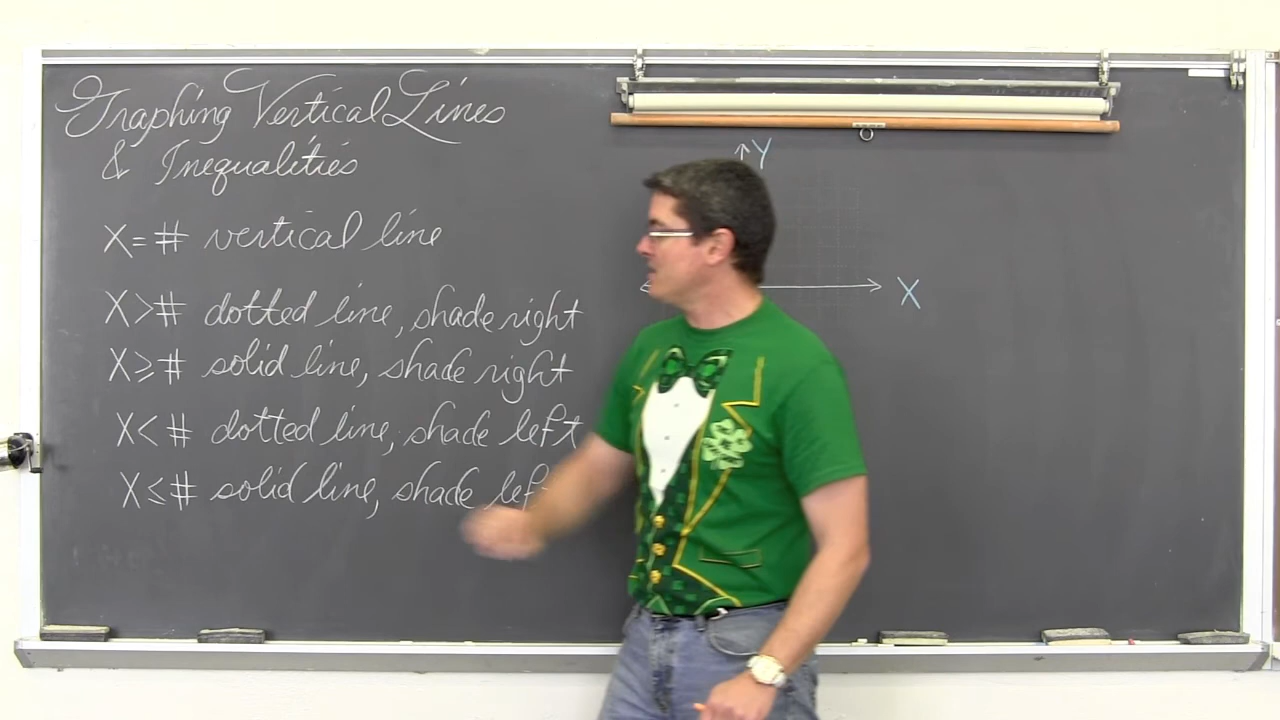 Graphing Vertical Lines
& Inequalities
X = # vertical line
X > # dotted line, shade right
X ≥ # solid line, shade right
X < # dotted line, shade left
X ≤ # solid line, shade left
Y
X